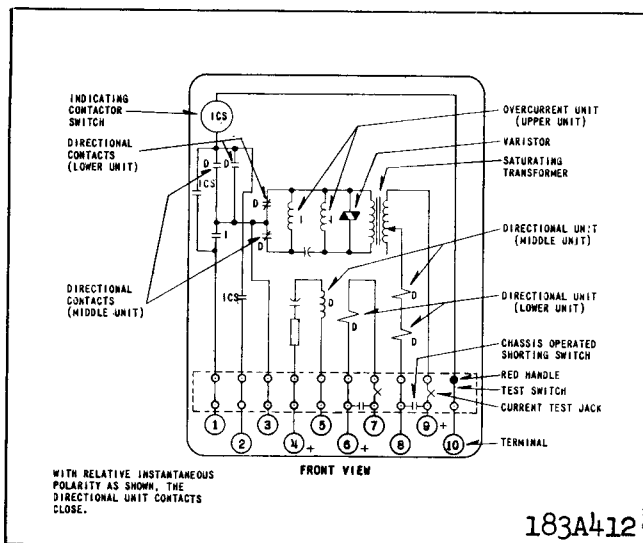 INDICATING
CONTACTOR
SWITCH
DIRECTIONAL
CONTACTS
(LOWER UNIT)
DIRECTIONAL
CONTACTS
(MIDDLE UNIT)
ICS
D
D
ICS
I
ICS
D
D
I
I
D
D
D
D
OVERCURRENT UNIT
(UPPER UNIT)
VARISTOR
SATURATING
TRANSFORMER
DIRECTIONAL UNIT
(MIDDLE UNIT)
DIRECTIONAL UNIT
(LOWER UNIT)
CHASSIS OPERATED
SHORTING SWITCH
RED HANDLE
TEST SWITCH
CURRENT TEST JACK
TERMINAL
1 2 3 4 + 5 6 + 7 8 9 + 10
FRONT VIEW
WITH RELATIVE INSTANTANEOUS
POLARITY AS SHOWN, THE
DIRECTIONAL UNIT CONTACTS
CLOSE.
183A412